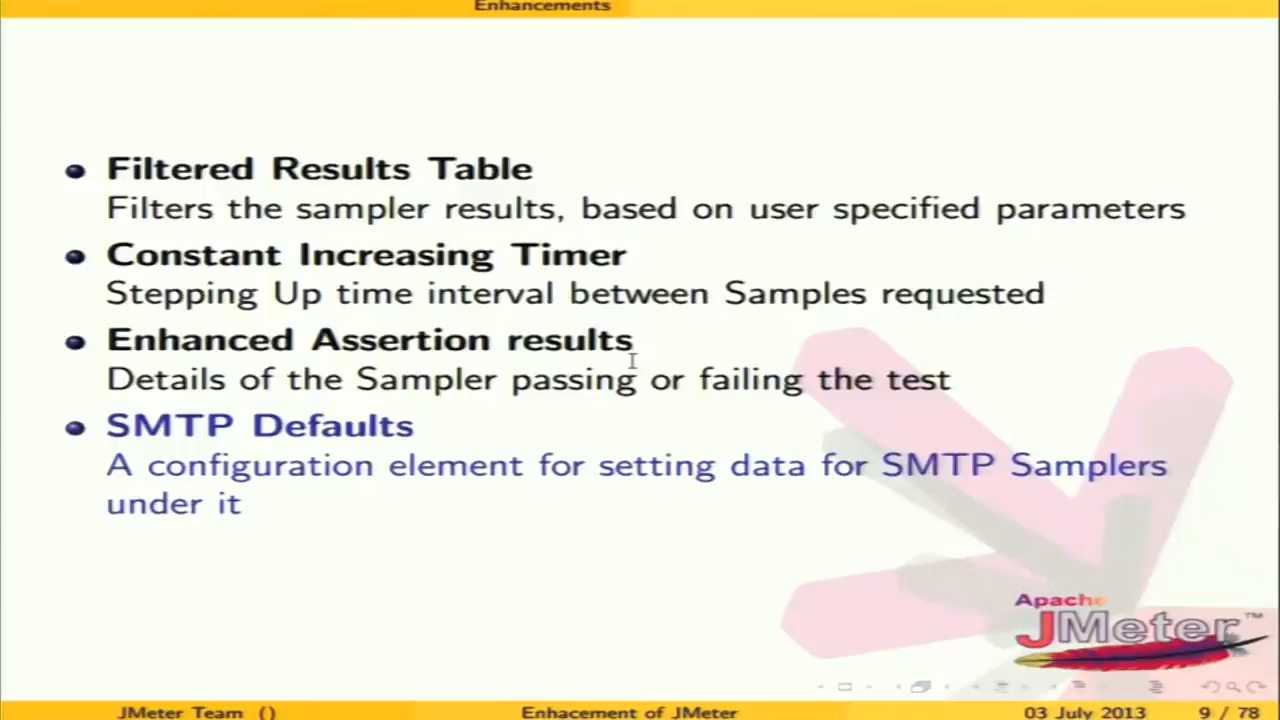 Enhancements
Filtered Results Table
Filters the sampler results, based on user specified parameters
Constant Increasing Timer
Stepping Up time interval between Samples requested
Enhanced Assertion results
Details of the Sampler passing or failing the test
SMTP Defaults
A configuration element for setting data for SMTP Samplers
under it
Apache
JMeter™
JMeter Team () Enhacement of JMeter 03 July 2013 9 / 78